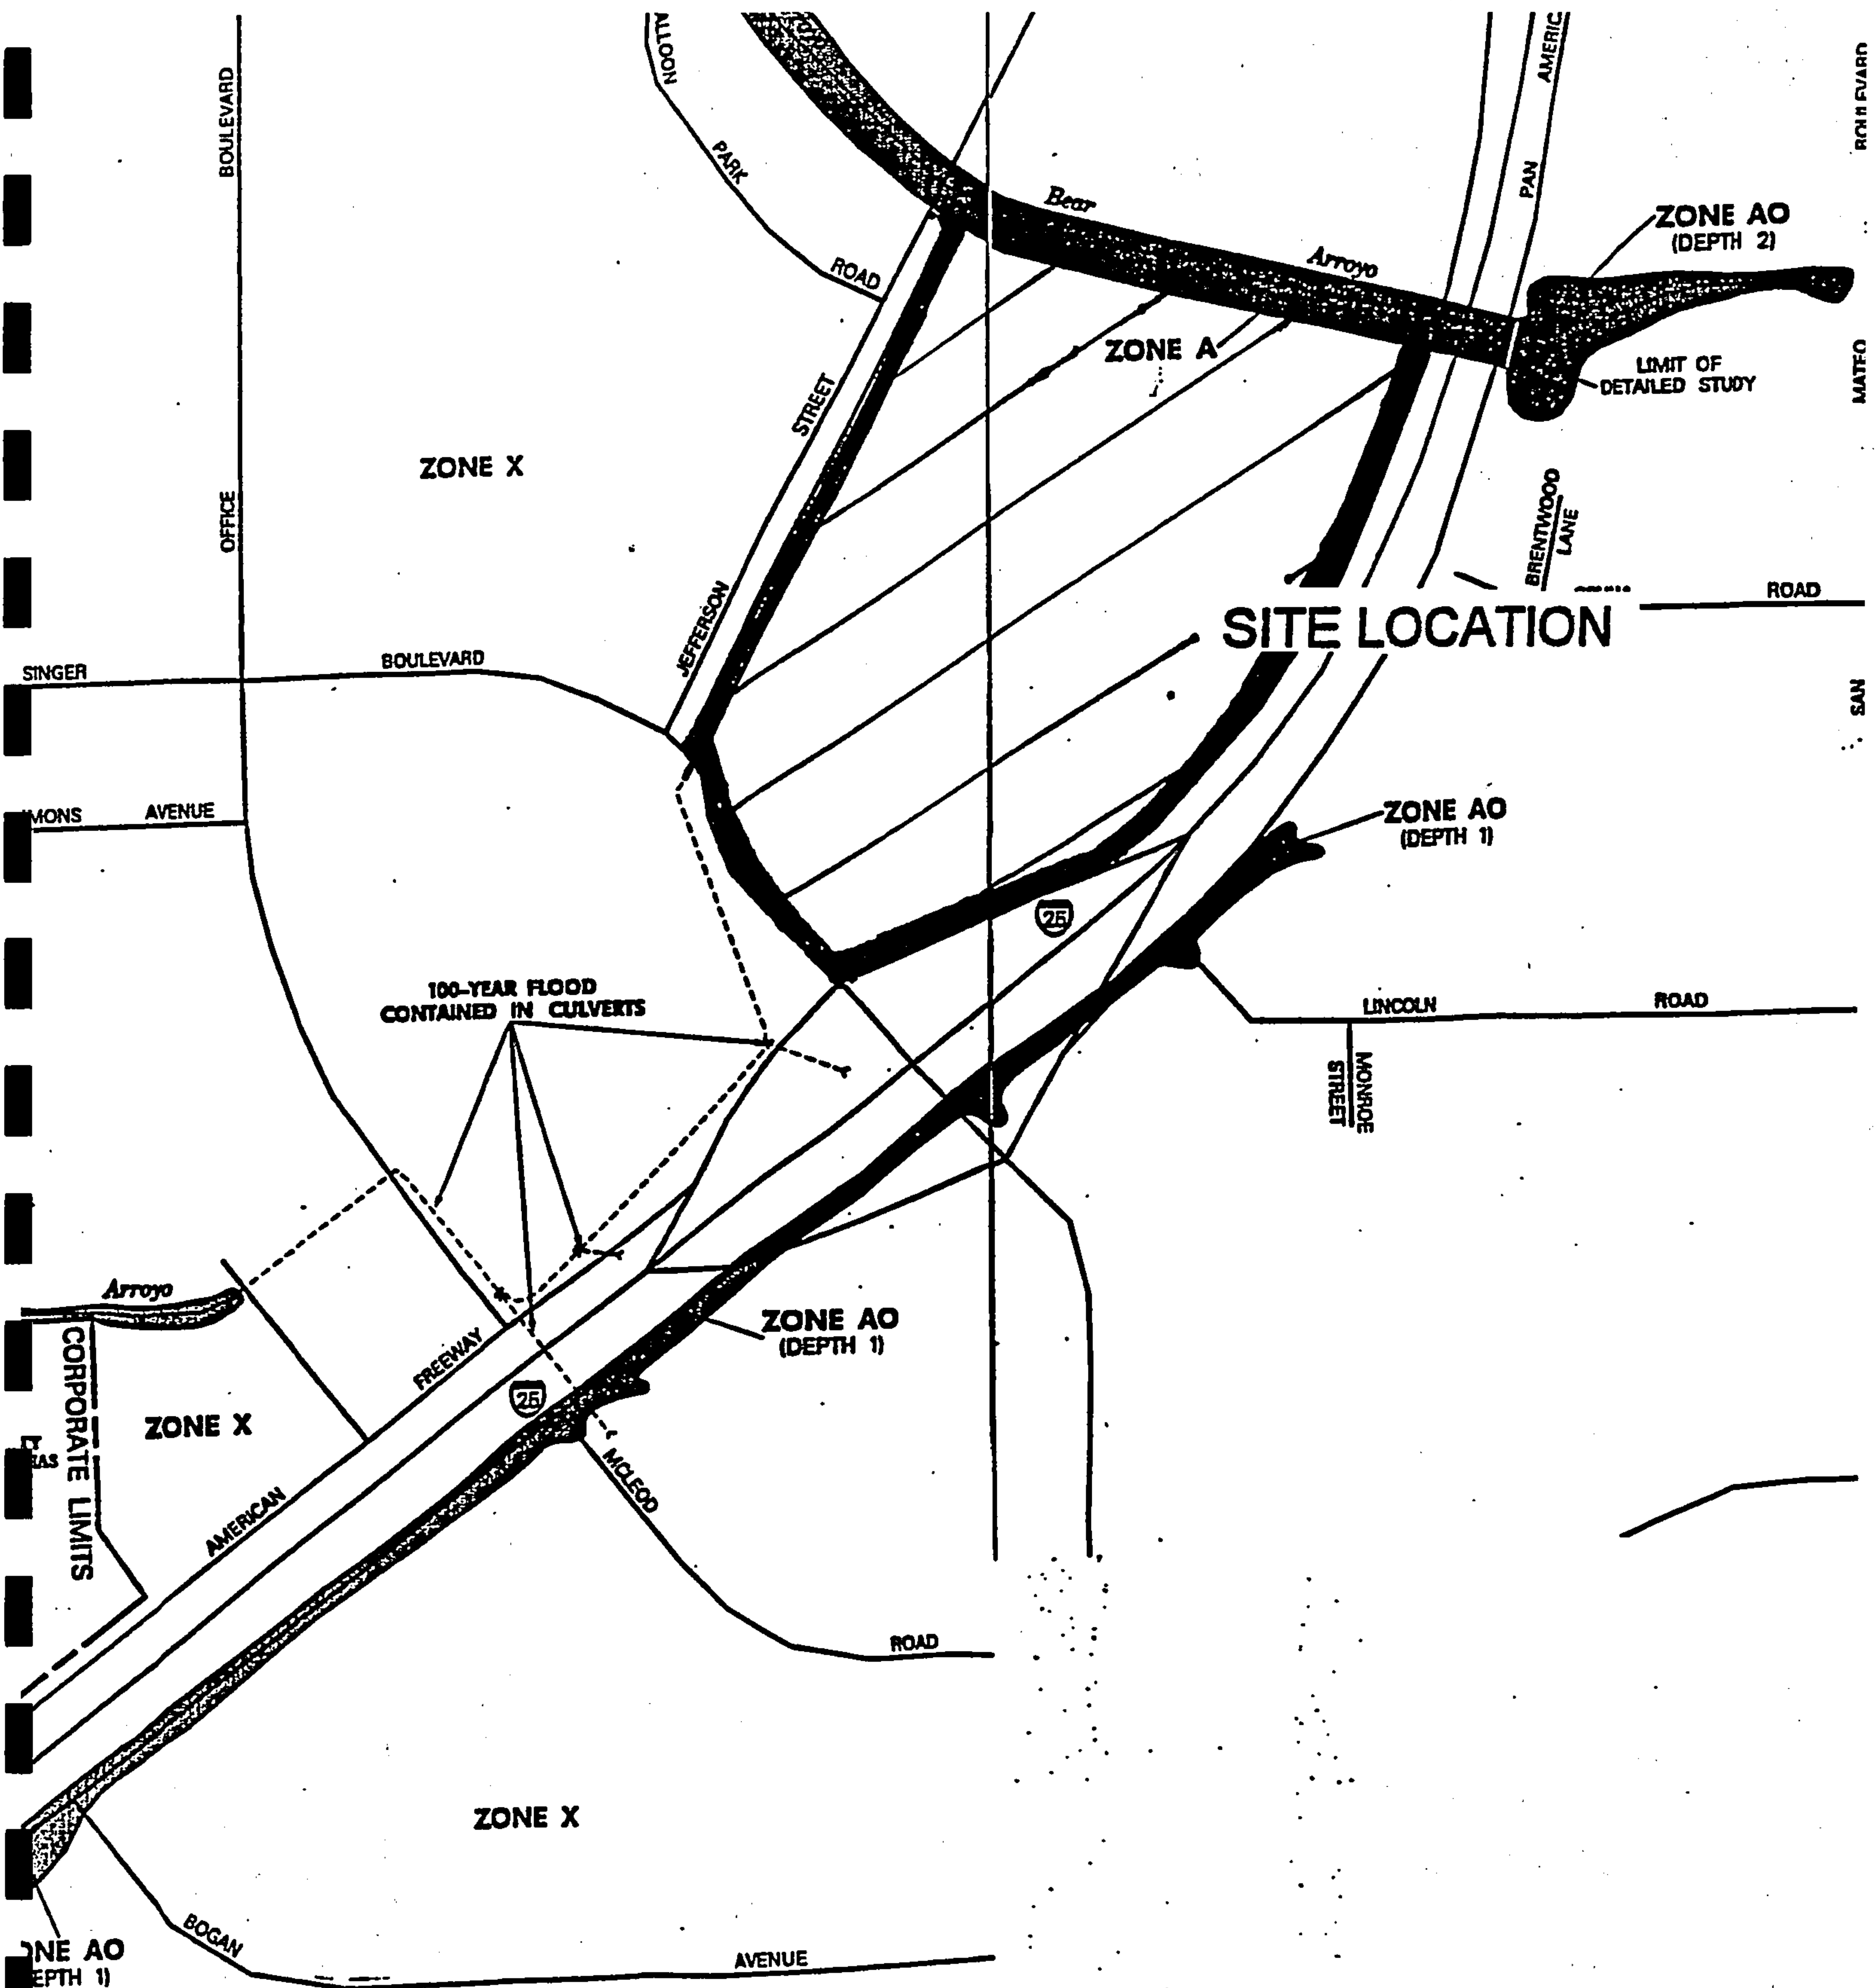 BOULEVARD
PARK
ROAD
AMERIC
PAN
Bear
Arroyo
ZONE AO
(DEPTH 2)
ZONE A
LIMIT OF
DETAILED STUDY
MATEO
STREET
ZONE X
OFFICE
BRENTWOOD
LANE
ROAD
SITE LOCATION
JEFFERSON
SINGER
BOULEVARD
SAN
MONS
AVENUE
ZONE AO
(DEPTH 1)
25
100-YEAR FLOOD
CONTAINED IN CULVERTS
LINCOLN
ROAD
MONROE
STREET
Arroyo
ZONE AO
(DEPTH 1)
FREEWAY
25
CORPORATE LIMITS
ZONE X
MCLEOD
AMERICAN
ROAD
ZONE X
BOGAN
AVENUE
ONE AO
EPTH 1)